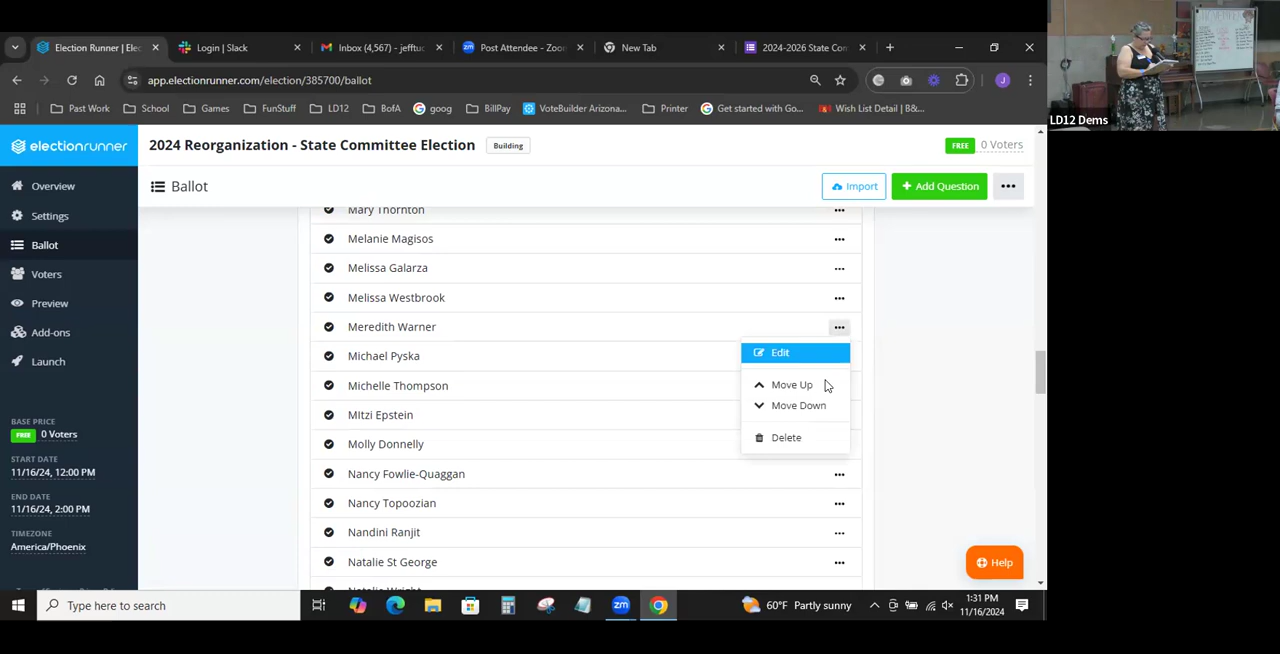 Election Runner | Elec
Login | Slack
Inbox (4,567) - jefftuc
Post Attendee - Zoom
New Tab
2024-2026 State Com
app.electionrunner.com/election/385700/ballot
J
Past Work
School
Games
FunStuff
LD12
BofA
goog
BillPay
VoteBuilder Arizona...
Printer
Get started with Go...
Wish List Detail | B&...
LD12 Dems
electionrunner
2024 Reorganization - State Committee Election
Building
FREE 0 Voters
Overview
Settings
Ballot
Voters
Preview
Add-ons
Launch
BASE PRICE
FREE 0 Voters
START DATE
11/16/24, 12:00 PM
END DATE
11/16/24, 2:00 PM
TIMEZONE
America/Phoenix
Ballot
Import
+ Add Question
Mary Thornton
Melanie Magisos
Melissa Galarza
Melissa Westbrook
Meredith Warner
Michael Pyska
Michelle Thompson
MItzi Epstein
Molly Donnelly
Nancy Fowlie-Quaggan
Nancy Topoozian
Nandini Ranjit
Natalie St George
Natalie Wright
Edit
Move Up
Move Down
Delete
Help
Type here to search
zm
60°F Partly sunny
1:31 PM
11/16/2024